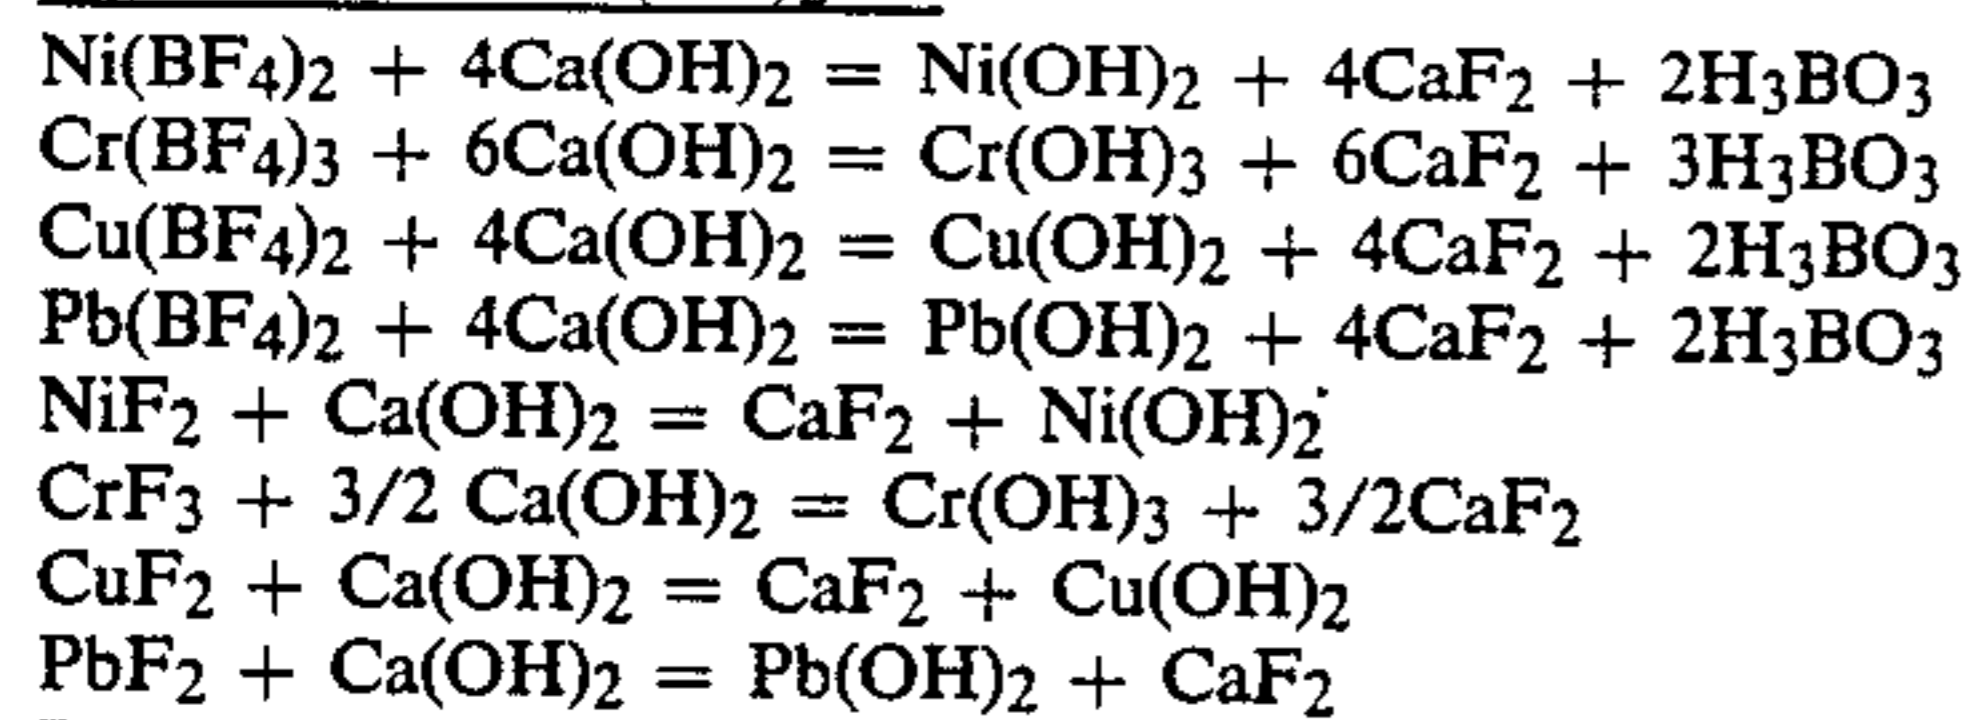 Ni(BF4)2 + 4Ca(OH)2 = Ni(OH)2 + 4CaF2 + 2H3BO3
Cr(BF4)3 + 6Ca(OH)2 = Cr(OH)3 + 6CaF2 + 3H3BO3
Cu(BF4)2 + 4Ca(OH)2 = Cu(OH)2 + 4CaF2 + 2H3BO3
Pb(BF4)2 + 4Ca(OH)2 = Pb(OH)2 + 4CaF2 + 2H3BO3
NiF2 + Ca(OH)2 = CaF2 + Ni(OH)2
CrF3 + 3/2 Ca(OH)2 = Cr(OH)3 + 3/2CaF2
CuF2 + Ca(OH)2 = CaF2 + Cu(OH)2
PbF2 + Ca(OH)2 = Pb(OH)2 + CaF2